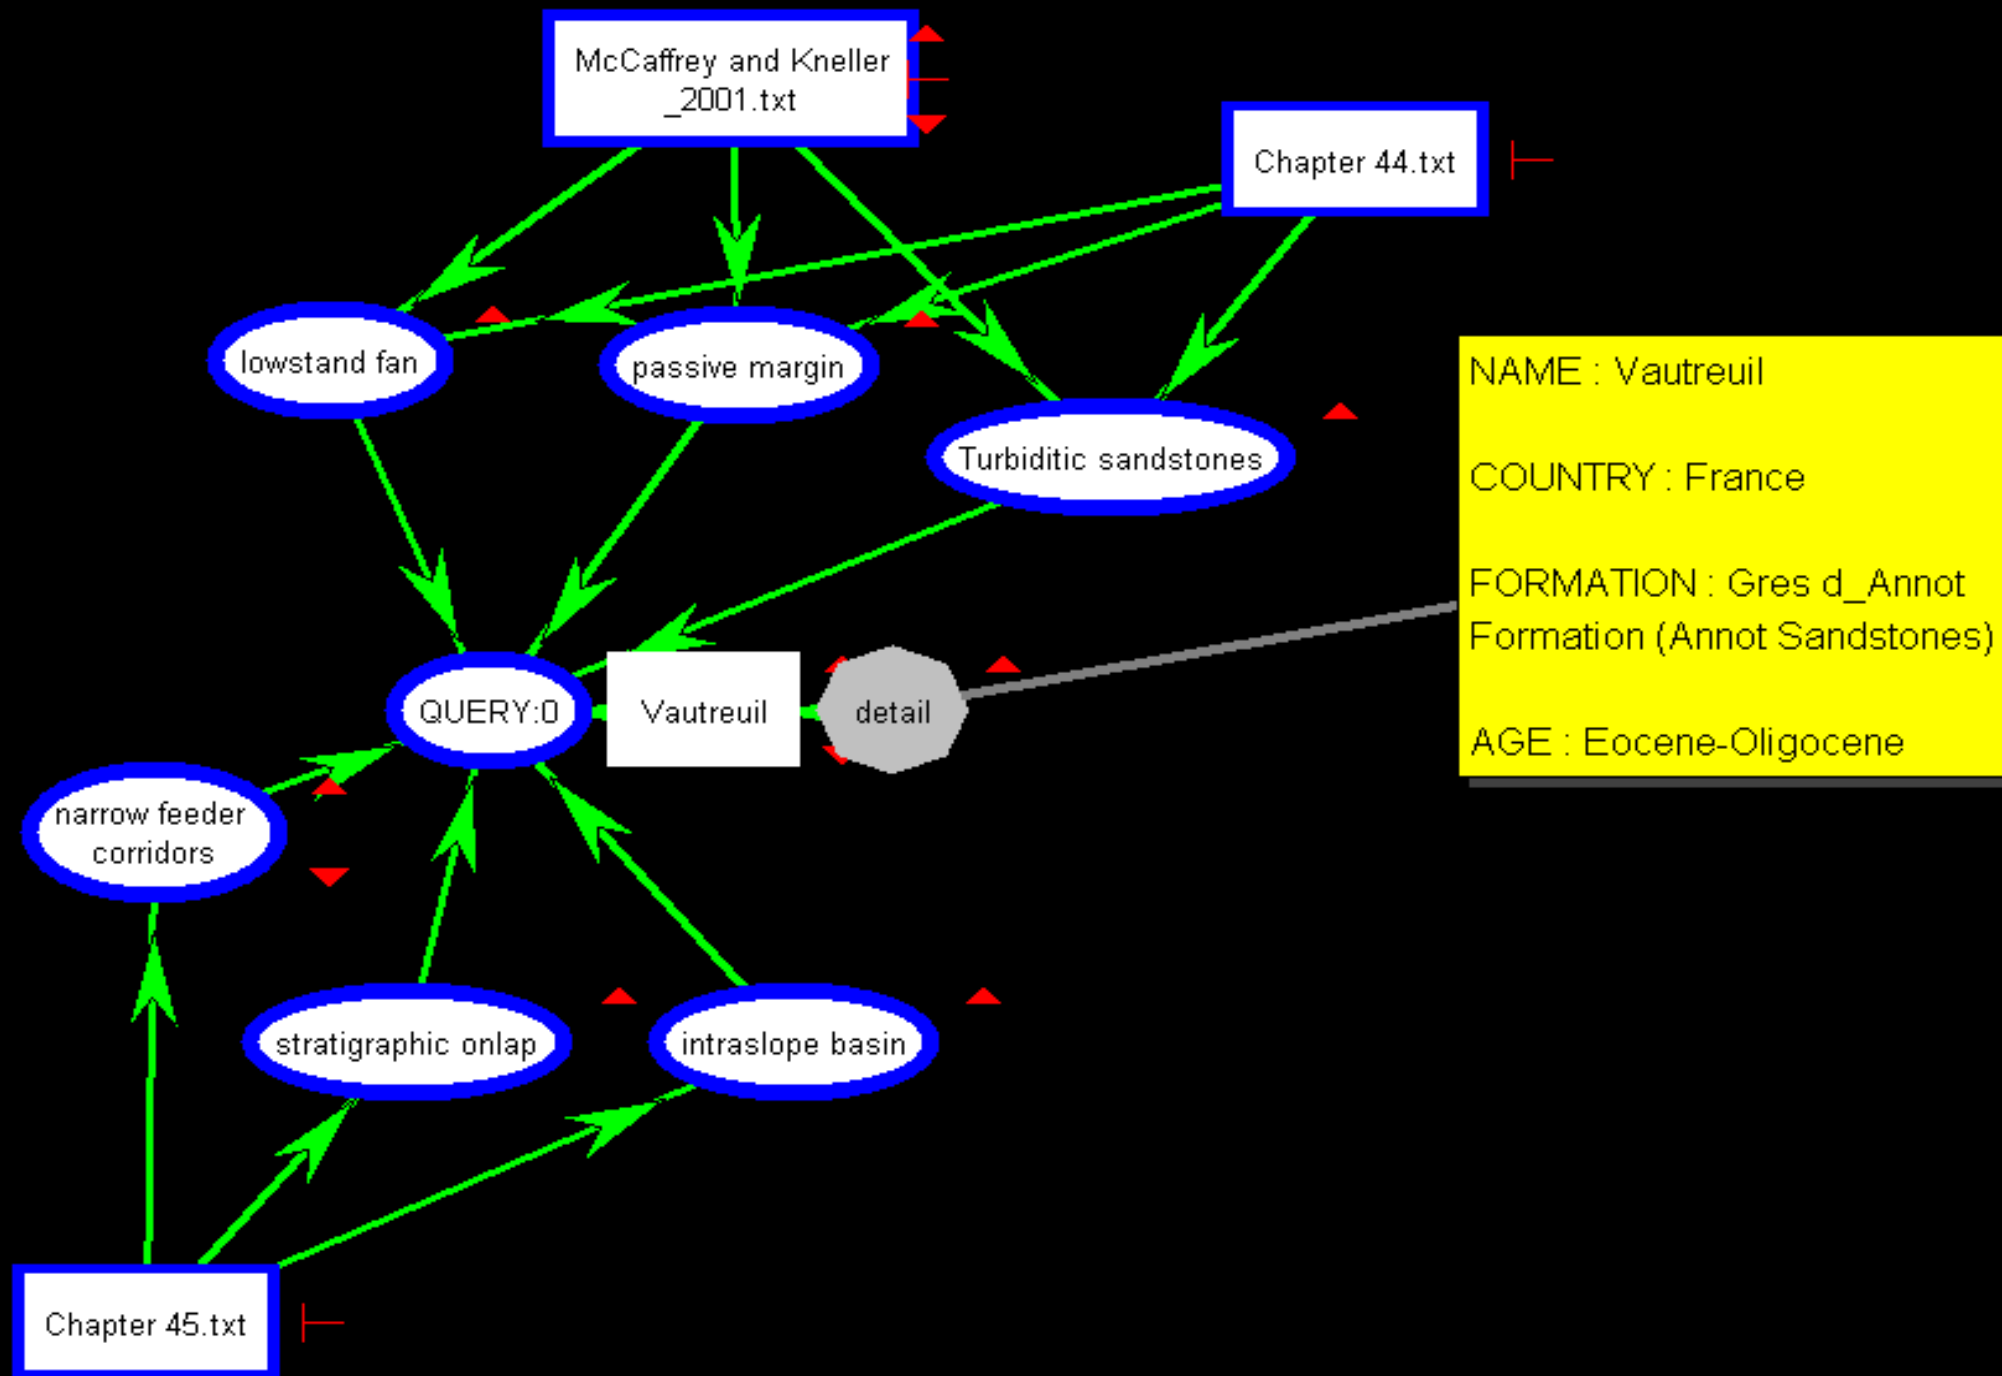 McCaffrey and Kneller
_2001.txt
Chapter 44.txt
lowstand fan
passive margin
Turbiditic sandstones
NAME : Vautreuil
COUNTRY : France
FORMATION : Gres d_Annot
Formation (Annot Sandstones)
AGE : Eocene-Oligocene
QUERY:0
Vautreuil
detail
narrow feeder
corridors
stratigraphic onlap
intraslope basin
Chapter 45.txt